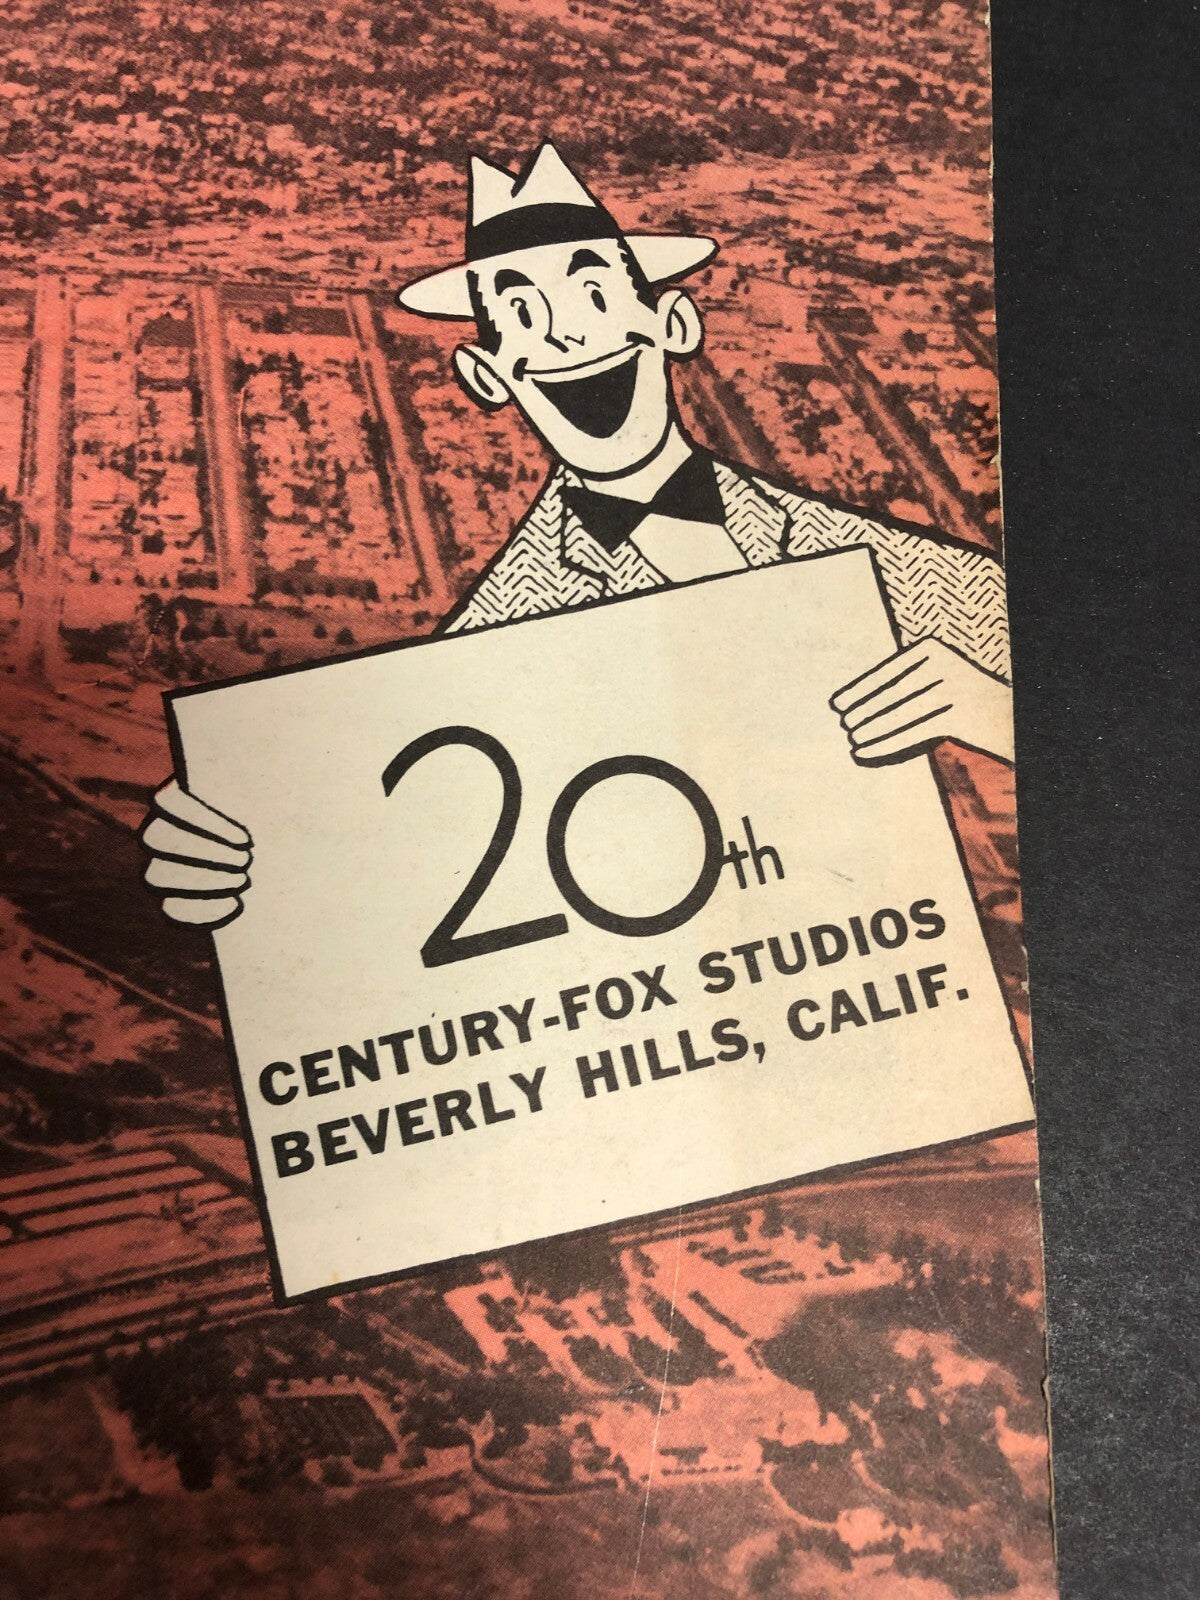 20th
CENTURY-FOX STUDIOS
BEVERLY HILLS, CALIF.